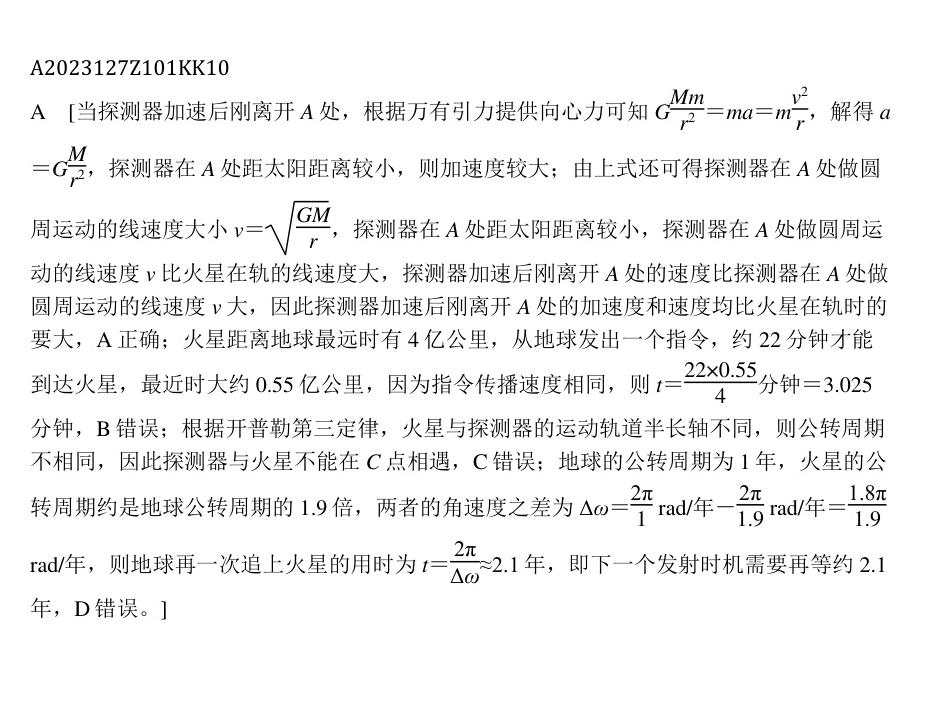 A2023127Z101KK10
A [当探测器加速后刚离开 A 处，根据万有引力提供向心力可知 G\frac{Mm}{r^2}＝ma＝m\frac{v^2}{r}，解得 a
＝G\frac{M}{r^2}，探测器在 A 处距太阳距离较小，则加速度较大；由上式还可得探测器在 A 处做圆
周运动的线速度大小 v＝\sqrt{\frac{GM}{r}}，探测器在 A 处距太阳距离较小，探测器在 A 处做圆周运
动的线速度 v 比火星在轨的线速度大，探测器加速后刚离开 A 处的速度比探测器在 A 处做
圆周运动的线速度 v 大，因此探测器加速后刚离开 A 处的加速度和速度均比火星在轨时的
要大，A 正确；火星距离地球最远时有 4 亿公里，从地球发出一个指令，约 22 分钟才能
到达火星，最近时大约 0.55 亿公里，因为指令传播速度相同，则 t＝\frac{22×0.55}{4}分钟＝3.025
分钟，B 错误；根据开普勒第三定律，火星与探测器的运动轨道半长轴不同，则公转周期
不相同，因此探测器与火星不能在 C 点相遇，C 错误；地球的公转周期为 1 年，火星的公
转周期约是地球公转周期的 1.9 倍，两者的角速度之差为 Δω＝\frac{2π}{1} rad/年－\frac{2π}{1.9} rad/年＝\frac{1.8π}{1.9}
rad/年，则地球再一次追上火星的用时为 t＝\frac{2π}{Δω}≈2.1 年，即下一个发射时机需要再等约 2.1
年，D 错误。]